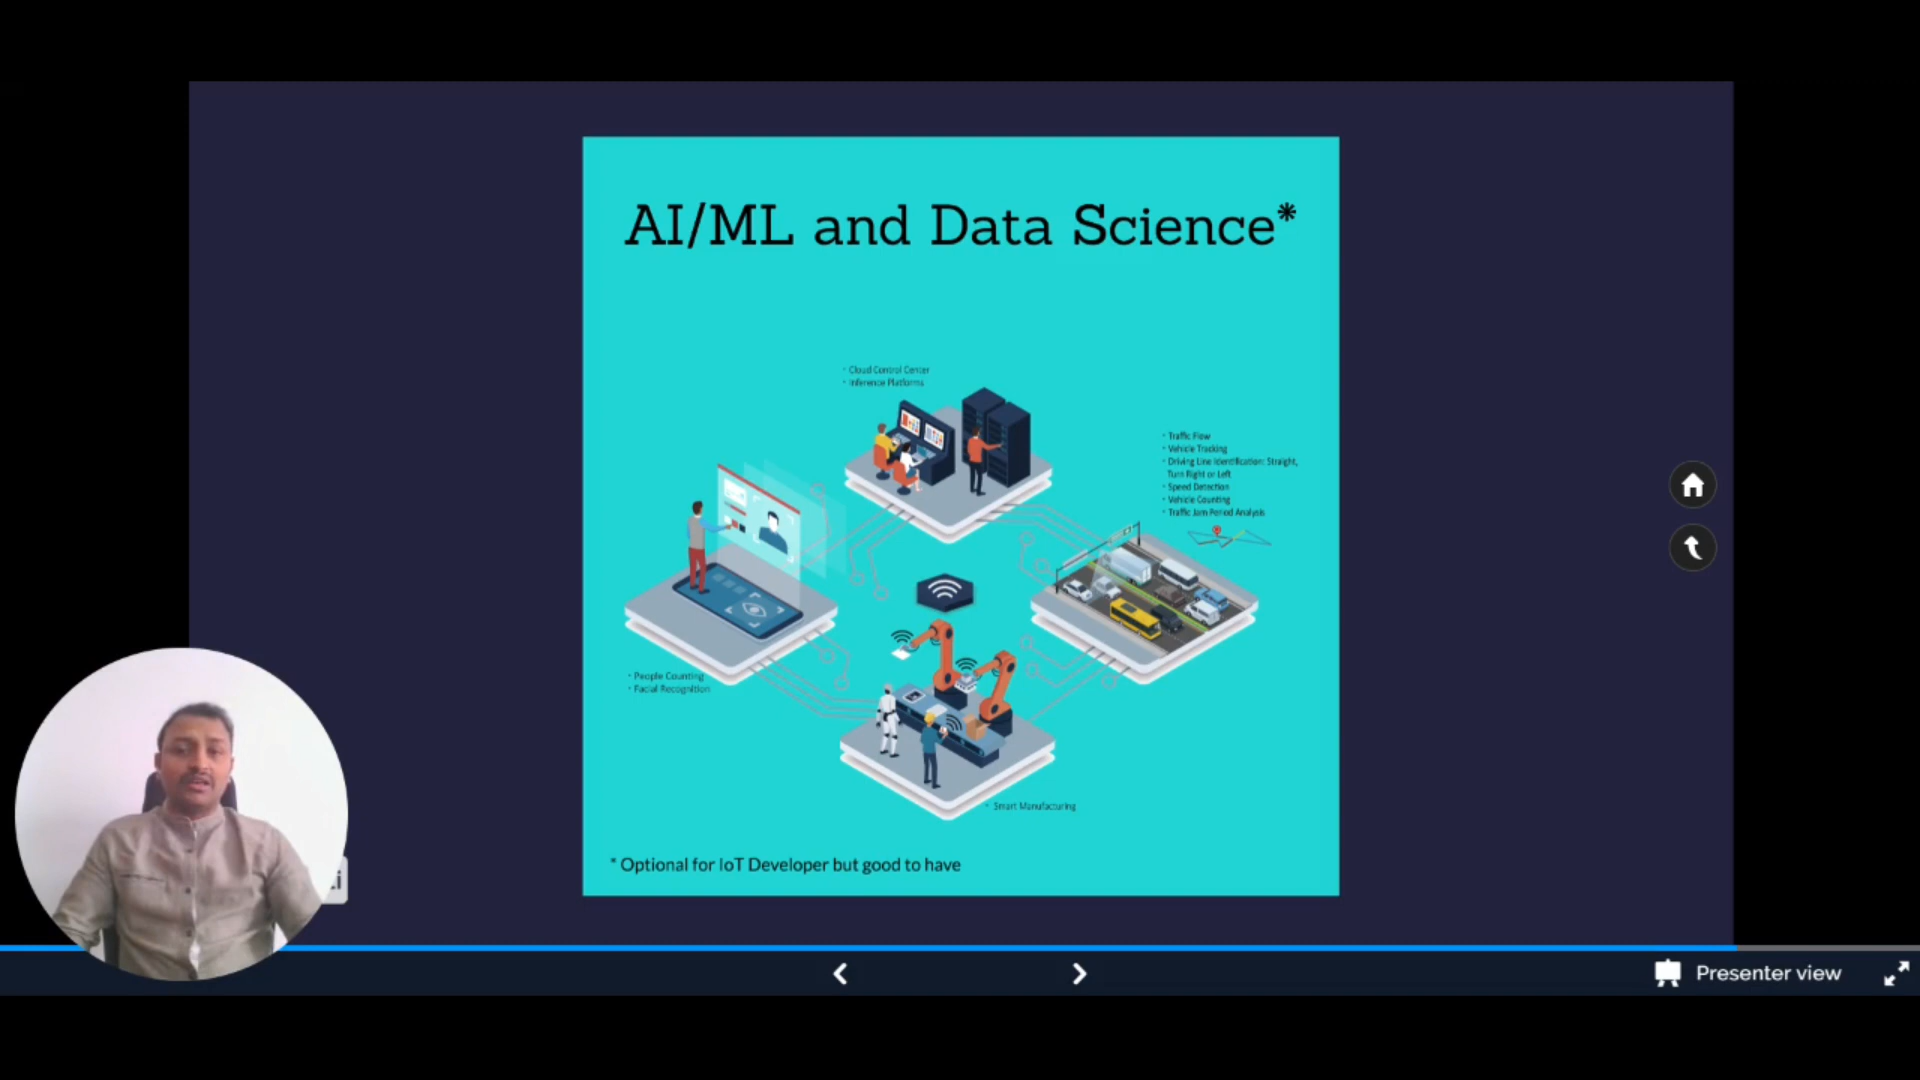 AI/ML and Data Science*
· Cloud Control Center
· Inference Platforms
· Traffic Flow
· Vehicle Tracking
· Driving Line Identification: Straight,
Turn Right or Left
· Speed Detection
· Vehicle Counting
· Traffic Jam Period Analysis
· People Counting
· Facial Recognition
· Smart Manufacturing
* Optional for IoT Developer but good to have
Presenter view